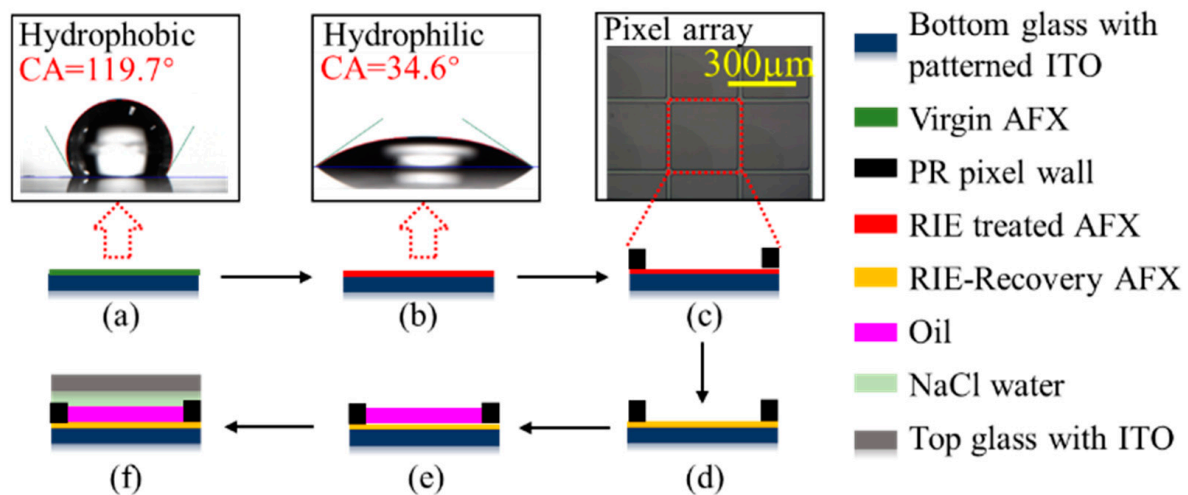 Hydrophobic
CA=119.7°
Hydrophilic
CA=34.6°
Pixel array
300μm
(a)
(b)
(c)
(f)
(e)
(d)
Bottom glass with
patterned ITO
Virgin AFX
PR pixel wall
RIE treated AFX
RIE-Recovery AFX
Oil
NaCl water
Top glass with ITO